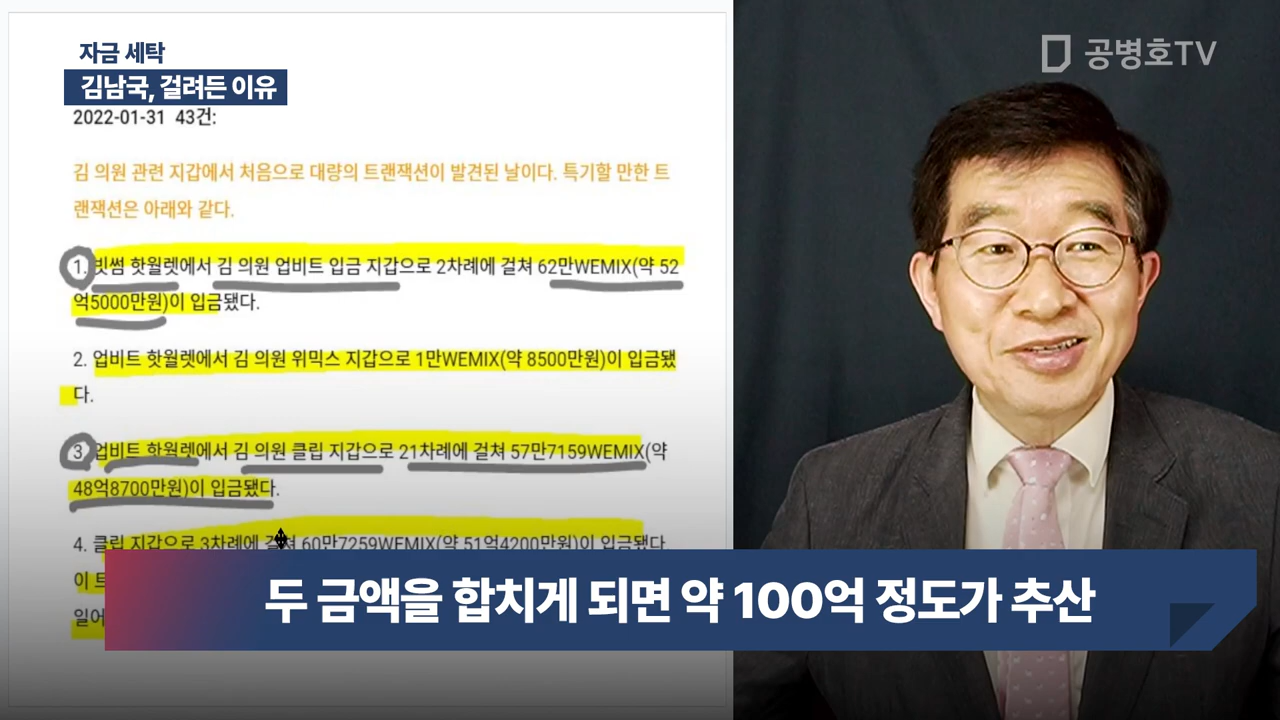 자금 세탁
김남국, 걸려든 이유
공병호TV
2022-01-31 43건:
김 의원 관련 지갑에서 처음으로 대량의 트랜잭션이 발견된 날이다. 특기할 만한 트
랜잭션은 아래와 같다.
1. 빗썸 핫월렛에서 김 의원 업비트 입금 지갑으로 2차례에 걸쳐 62만WEMIX(약 52
억5000만원)이 입금됐다.
2. 업비트 핫월렛에서 김 의원 위믹스 지갑으로 1만WEMIX(약 8500만원)이 입금됐
다.
3. 업비트 핫월렛에서 김 의원 클립 지갑으로 21차례에 걸쳐 57만7159WEMIX(약
48억8700만원)이 입금됐다.
4. 클립 지갑으로 3차례에 걸쳐 60만7259WEMIX(약 51억4200만원)이 입금됐다
이 트
일어
두 금액을 합치게 되면 약 100억 정도가 추산